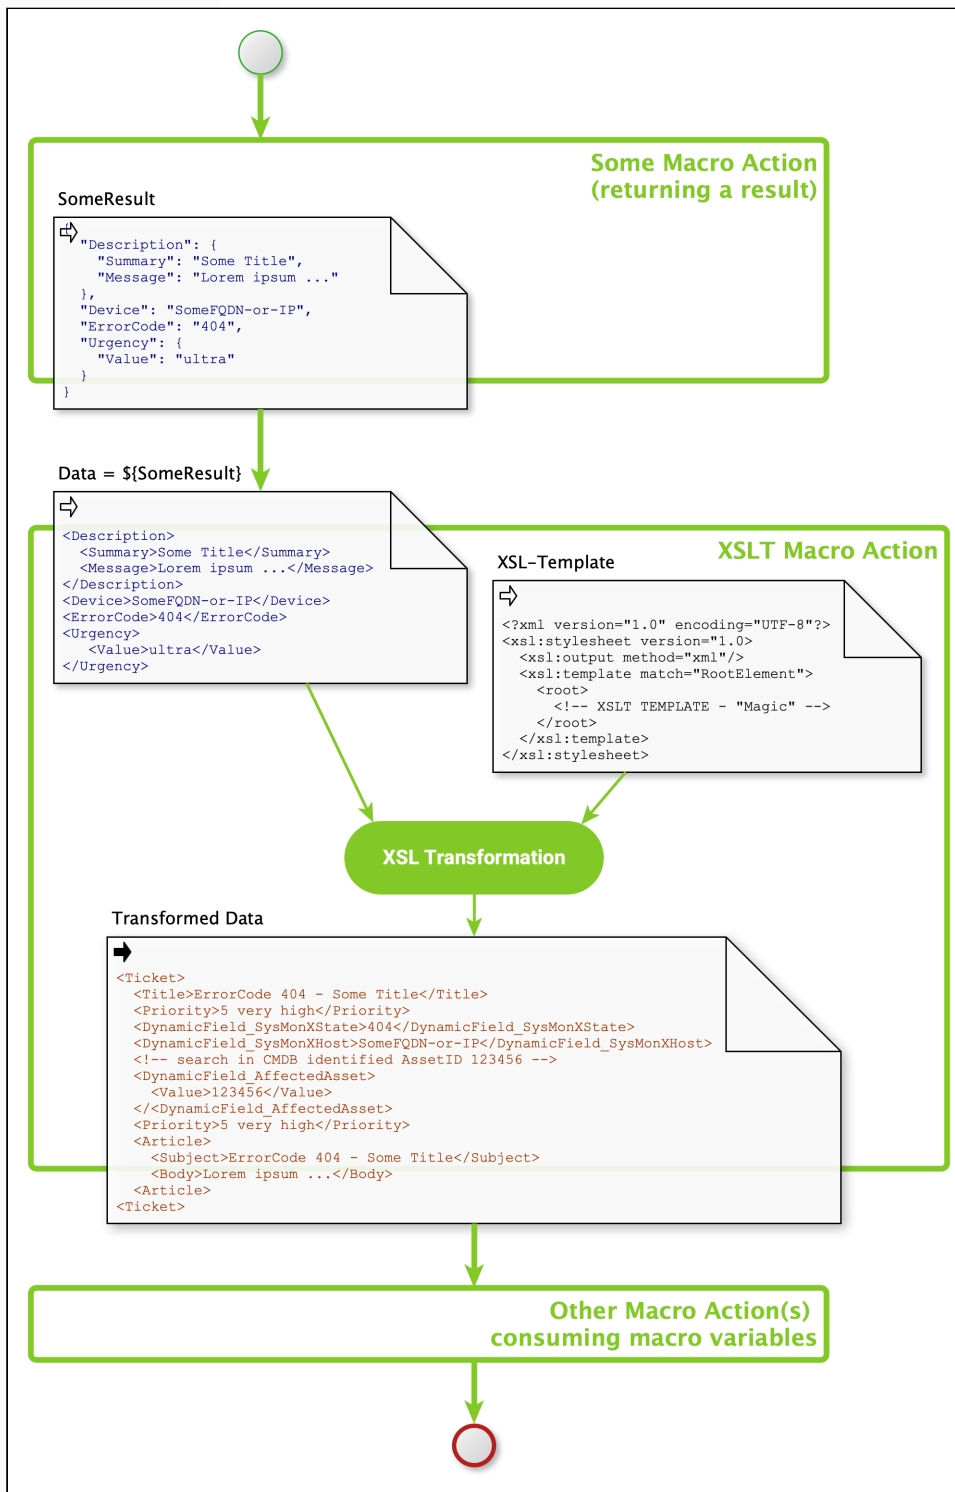 Some Macro Action
(returning a result)
SomeResult
{
  "Description": {
    "Summary": "Some Title",
    "Message": "Lorem ipsum ..."
  },
  "Device": "SomeFQDN-or-IP",
  "ErrorCode": "404",
  "Urgency": {
    "Value": "ultra"
  }
}
Data = ${SomeResult}
<Description>
  <Summary>Some Title</Summary>
  <Message>Lorem ipsum ...</Message>
</Description>
<Device>SomeFQDN-or-IP</Device>
<ErrorCode>404</ErrorCode>
<Urgency>
   <Value>ultra</Value>
</Urgency>
XSLT Macro Action
XSL-Template
<?xml version="1.0" encoding="UTF-8"?>
<xsl:stylesheet version="1.0>
  <xsl:output method="xml"/>
  <xsl:template match="RootElement">
    <root>
      <!-- XSLT TEMPLATE - "Magic" -->
    </root>
  </xsl:template>
</xsl:stylesheet>
XSL Transformation
Transformed Data
<Ticket>
  <Title>ErrorCode 404 - Some Title</Title>
  <Priority>5 very high</Priority>
  <DynamicField_SysMonXState>404</DynamicField_SysMonXState>
  <DynamicField_SysMonXHost>SomeFQDN-or-IP</DynamicField_SysMonXHost>
  <!-- search in CMDB identified AssetID 123456 -->
  <DynamicField_AffectedAsset>
    <Value>123456</Value>
  </<DynamicField_AffectedAsset>
  <Priority>5 very high</Priority>
  <Article>
    <Subject>ErrorCode 404 - Some Title</Subject>
    <Body>Lorem ipsum ...</Body>
  <Article>
<Ticket>
Other Macro Action(s)
consuming macro variables